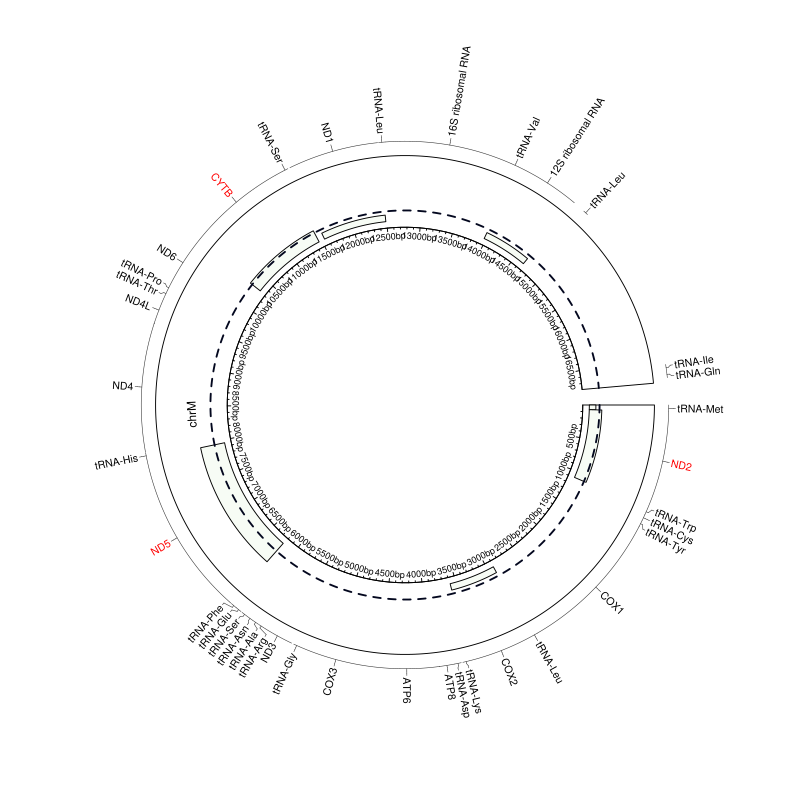 tRNA-Met
ND2
tRNA-Trp
tRNA-Cys
tRNA-Tyr
COX1
tRNA-Leu
COX2
tRNA-Lys
tRNA-Asp
ATP8
ATP6
COX3
tRNA-Gly
ND3
tRNA-Arg
tRNA-Ala
tRNA-Asn
tRNA-Ser
tRNA-Glu
tRNA-Phe
ND5
tRNA-His
ND4
ND4L
tRNA-Thr
tRNA-Pro
ND6
CYTB
tRNA-Ser
ND1
tRNA-Leu
16S ribosomal RNA
tRNA-Val
12S ribosomal RNA
tRNA-Leu
tRNA-Ile
tRNA-Gln
chrM
500bp
1000bp
1500bp
2000bp
2500bp
3000bp
3500bp
4000bp
4500bp
5000bp
5500bp
6000bp
6500bp
7000bp
7500bp
8000bp
8500bp
9000bp
9500bp
10000bp
10500bp
11000bp
11500bp
12000bp
12500bp
13000bp
13500bp
14000bp
14500bp
15000bp
15500bp
16000bp
16500bp